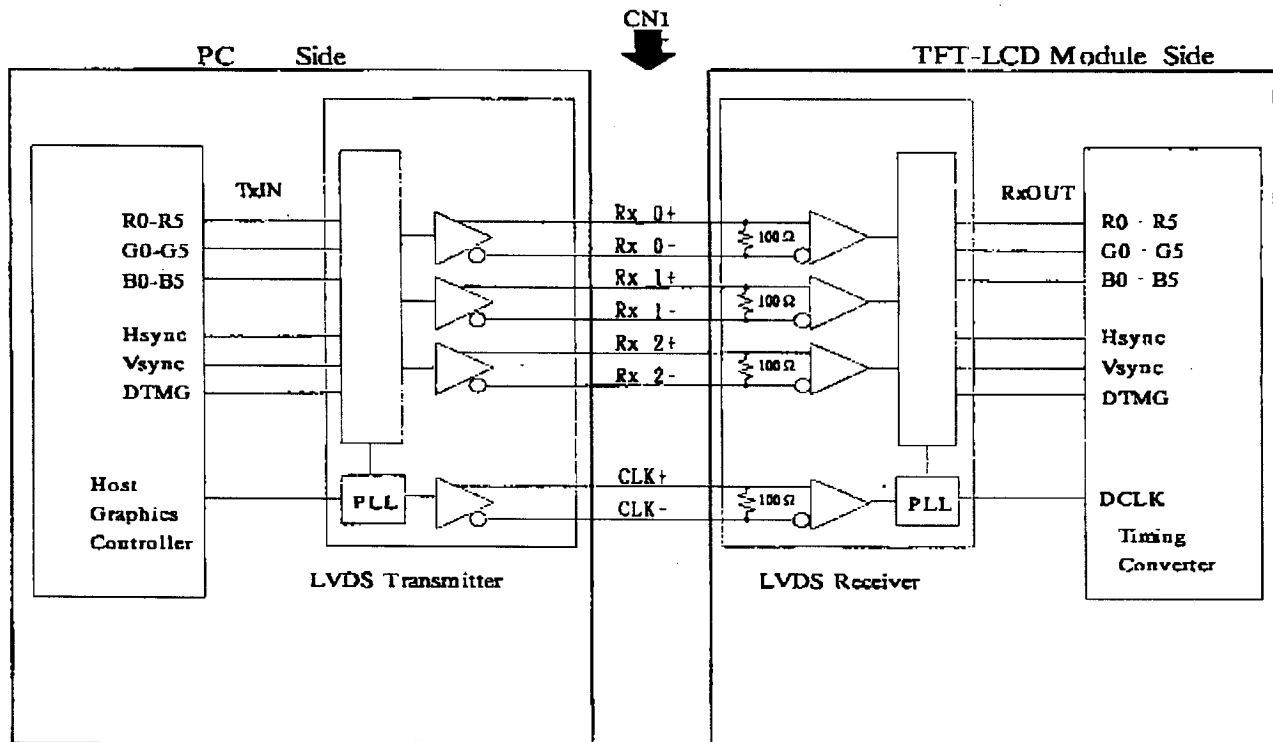 CN1
PC Side
TFT-LCD Module Side
TxIN
R0-R5
G0-G5
B0-B5
Hsync
Vsync
DTMG
Host
Graphics
Controller
PLL
LVDS Transmitter
Rx 0+
Rx 0-
Rx 1+
Rx 1-
Rx 2+
Rx 2-
CLK+
CLK-
100Ω
100Ω
100Ω
100Ω
PLL
LVDS Receiver
RxOUT
R0 - R5
G0 - G5
B0 - B5
Hsync
Vsync
DTMG
DCLK
Timing
Converter